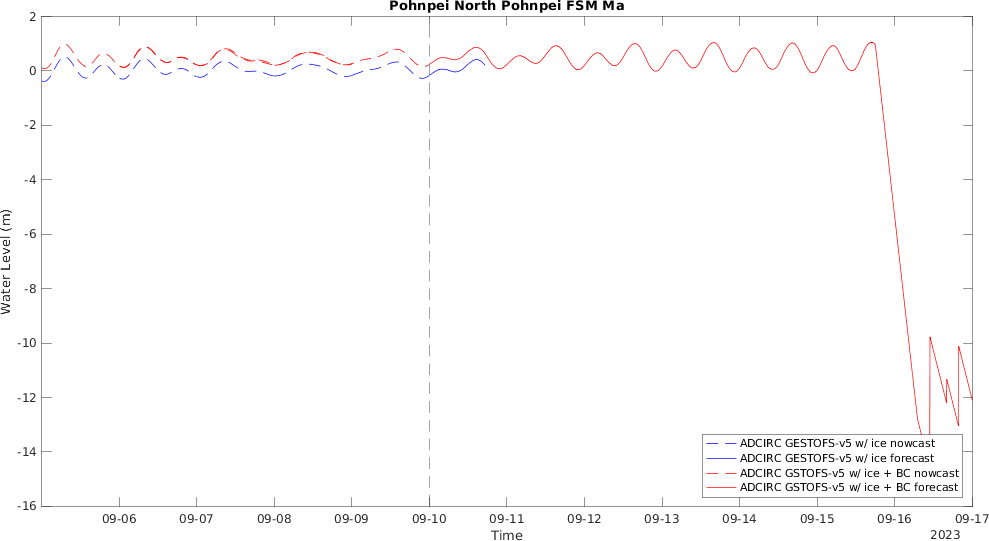 Pohnpei North Pohnpei FSM Ma
2
0
-2
-4
-6
-8
-10
-12
-14
-16
Water Level (m)
ADCIRC GESTOFS-v5 w/ ice nowcast
ADCIRC GESTOFS-v5 w/ ice forecast
ADCIRC GSTOFS-v5 w/ ice + BC nowcast
ADCIRC GSTOFS-v5 w/ ice + BC forecast
09-06 09-07 09-08 09-09 09-10 09-11 09-12 09-13 09-14 09-15 09-16 09-17
Time
2023